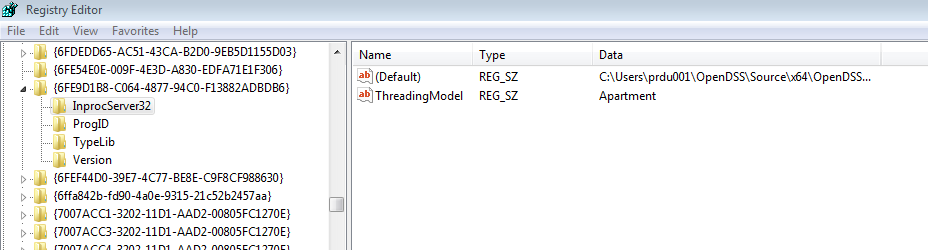 Registry Editor
File Edit View Favorites Help
{6FDEDD65-AC51-43CA-B2D0-9EB5D1155D03}
{6FE54E0E-009F-4E3D-A830-EDFA71E1F306}
{6FE9D1B8-C064-4877-94C0-F13882ADBDB6}
InprocServer32
ProgID
TypeLib
Version
{6FEF44D0-39E7-4C77-BE8E-C9F8CF988630}
{6ffa842b-fd90-4a0e-9315-21c52b2457aa}
{7007ACC1-3202-11D1-AAD2-00805FC1270E}
{7007ACC3-3202-11D1-AAD2-00805FC1270E}
{7007ACC4-3202-11D1-AAD2-00805FC1270E}
Name Type Data
ab (Default) REG_SZ C:\Users\prdu001\OpenDSS\Source\x64\OpenDSS...
ab ThreadingModel REG_SZ Apartment